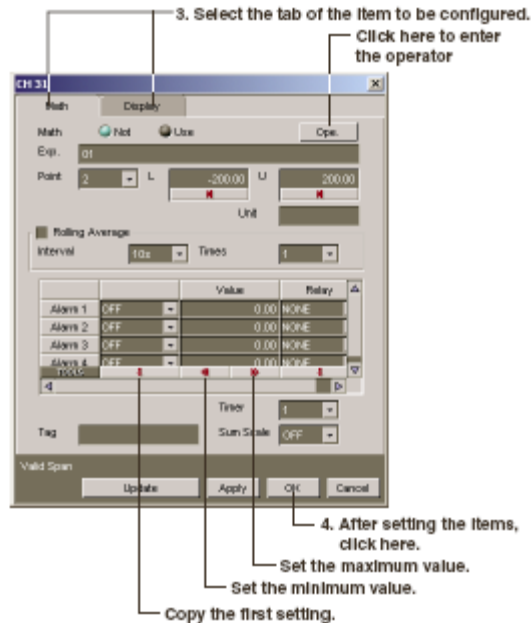 3. Select the tab of the item to be configured.
Click here to enter
the operator
CH 31
Math Display
Math Not Use Ope.
Exp. 01
Point 2 L -200.00 U 200.00
Unit
Rolling Average
Interval 10s Times 1
Value Relay
Alarm 1 OFF 0.00 NONE
Alarm 2 OFF 0.00 NONE
Alarm 3 OFF 0.00 NONE
Alarm 4 OFF 0.00 NONE
TOOLS
Timer 1
Tag Sum Scale OFF
Valid Span
Update Apply OK Cancel
4. After setting the items,
click here.
Set the maximum value.
Set the minimum value.
Copy the first setting.